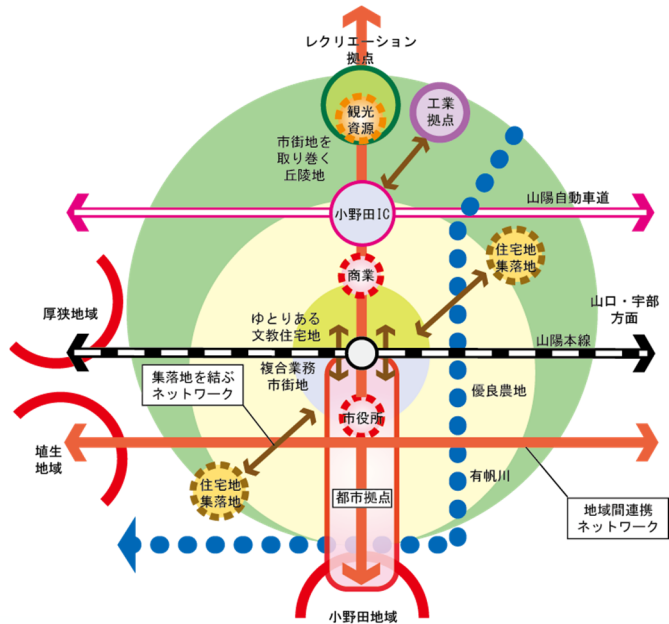 レクリエーション
拠点
観光
資源
工業
拠点
市街地を
取り巻く
丘陵地
山陽自動車道
小野田IC
住宅地
集落地
商業
厚狭地域
山口・宇部
方面
ゆとりある
文教住宅地
山陽本線
複合業務
市街地
集落地を結ぶ
ネットワーク
優良農地
市役所
埴生
地域
有帆川
住宅地
集落地
都市拠点
地域間連携
ネットワーク
小野田地域